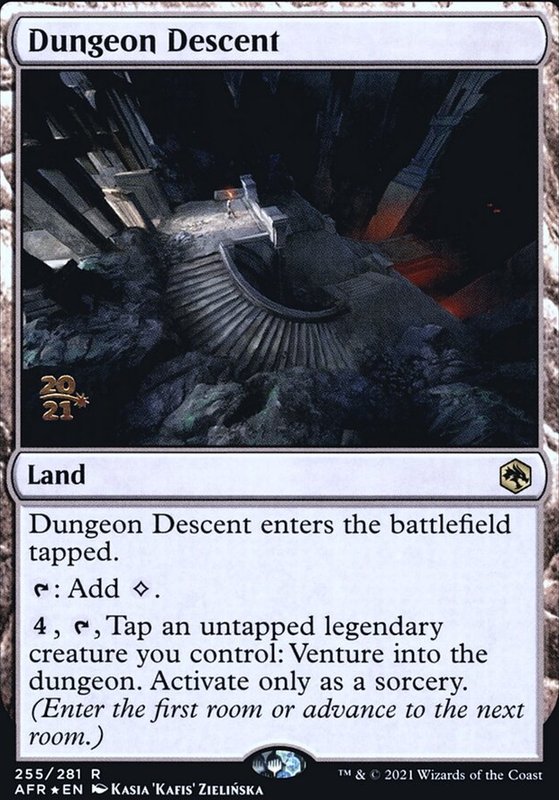 Dungeon Descent
20
21
Land
Dungeon Descent enters the battlefield
tapped.
: Add .
4 , , Tap an untapped legendary
creature you control: Venture into the
dungeon. Activate only as a sorcery.
(Enter the first room or advance to the next
room.)
255/281 R
AFR ★ EN KASIA 'KAFIS' ZIELIŃSKA
™ & © 2021 Wizards of the Coast